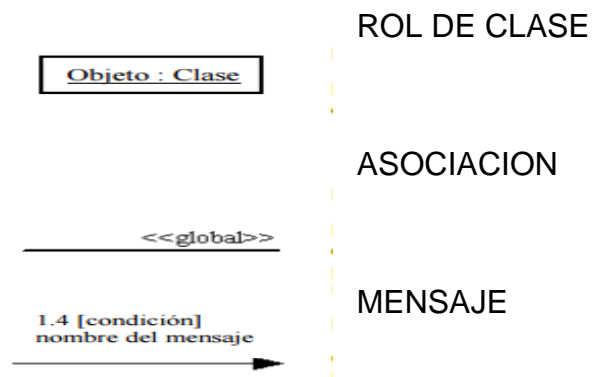 ROL DE CLASE
Objeto : Clase
ASOCIACION
<<global>>
MENSAJE
1.4 [condición]
nombre del mensaje